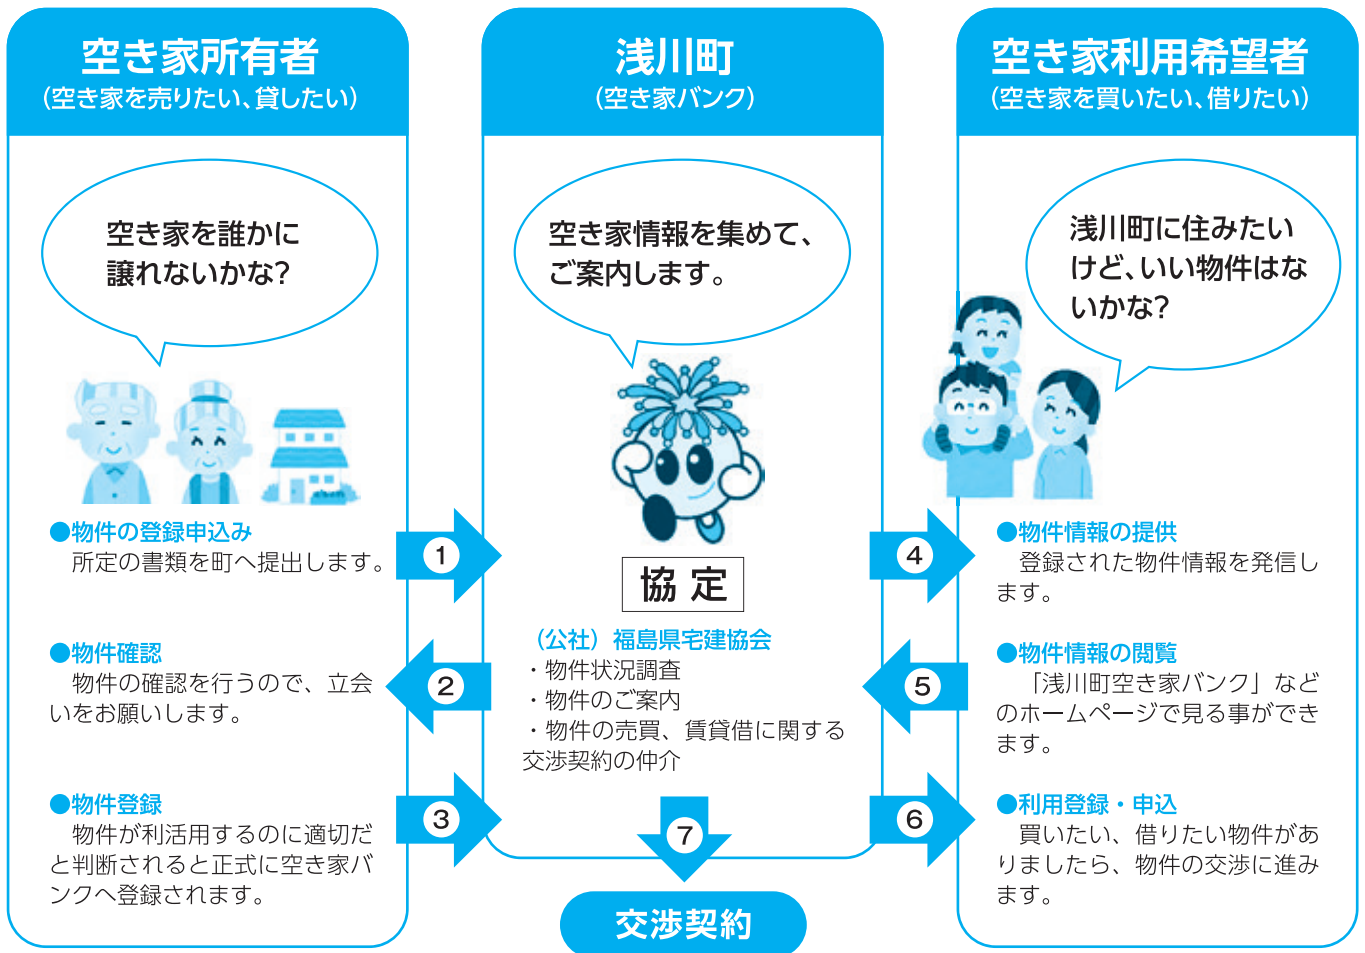 空き家所有者
（空き家を売りたい、貸したい）
空き家を誰かに
譲れないかな？
●物件の登録申込み
所定の書類を町へ提出します。
●物件確認
物件の確認を行うので、立会
いをお願いします。
●物件登録
物件が利活用するのに適切だ
と判断されると正式に空き家バ
ンクへ登録されます。
1
2
3
浅川町
（空き家バンク）
空き家情報を集めて、
ご案内します。
協 定
（公社）福島県宅建協会
・物件状況調査
・物件のご案内
・物件の売買、賃貸借に関する
交渉契約の仲介
7
交渉契約
4
5
6
空き家利用希望者
（空き家を買いたい、借りたい）
浅川町に住みたい
けど、いい物件はな
いかな？
●物件情報の提供
登録された物件情報を発信し
ます。
●物件情報の閲覧
「浅川町空き家バンク」など
のホームページで見る事ができ
ます。
●利用登録・申込
買いたい、借りたい物件があ
りましたら、物件の交渉に進み
ます。